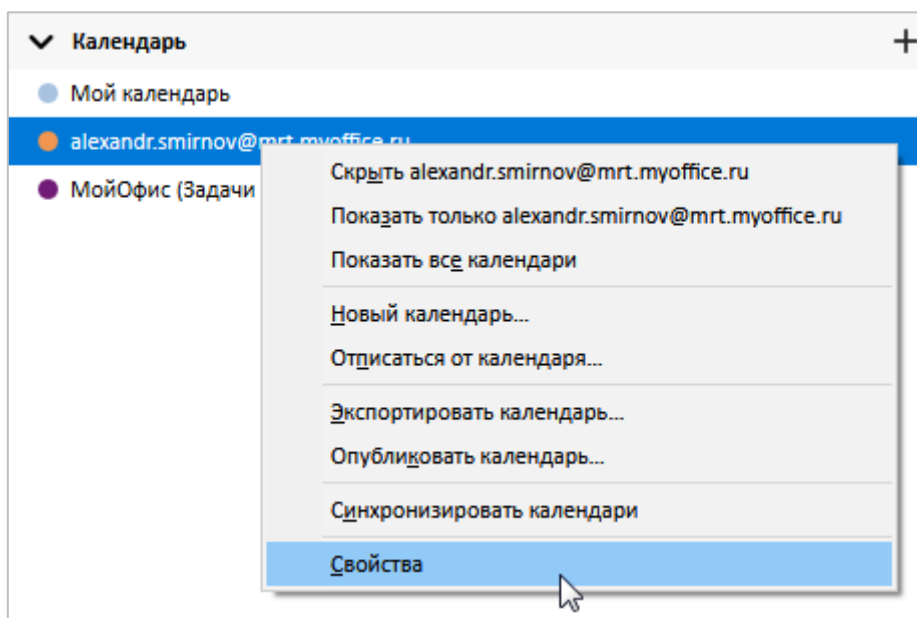 Календарь
Мой календарь
alexandr.smirnov@mrt.myoffice.ru
МойОфис (Задачи
Скрыть alexandr.smirnov@mrt.myoffice.ru
Показать только alexandr.smirnov@mrt.myoffice.ru
Показать все календари
Новый календарь...
Отписаться от календаря...
Экспортировать календарь...
Опубликовать календарь...
Синхронизировать календари
Свойства